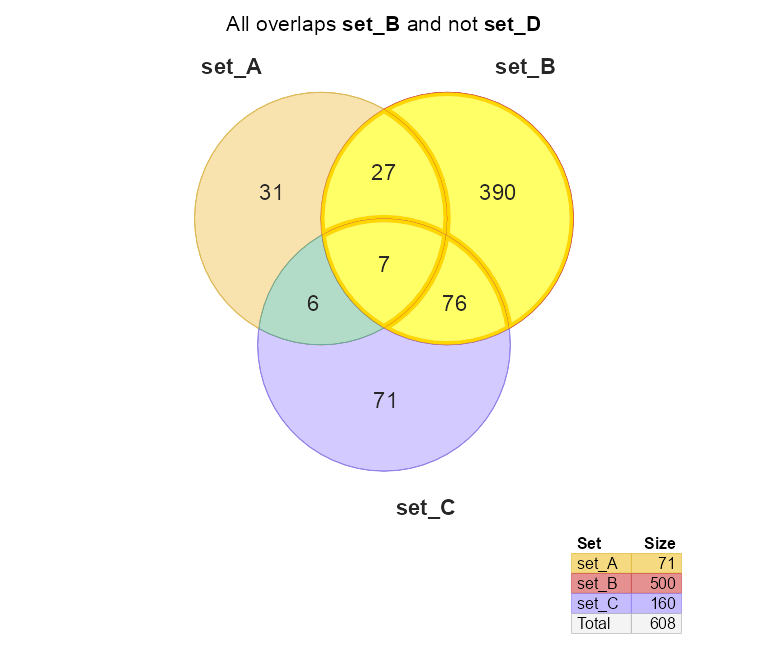 All overlaps set_B and not set_D
set_A
set_B
27
31
390
7
6
76
71
set_C
Set Size
set_A 71
set_B 500
set_C 160
Total 608